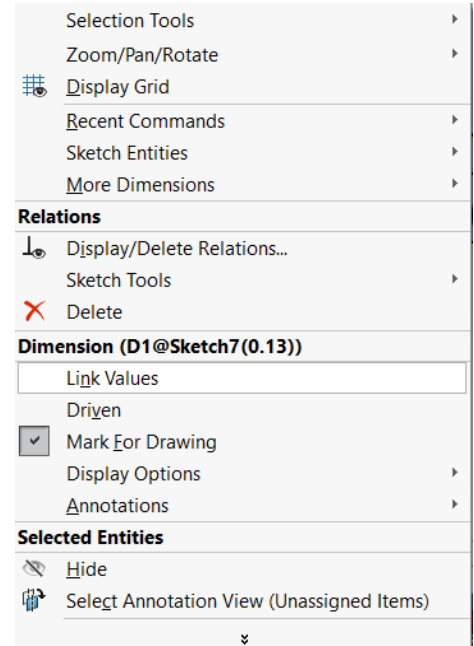 Selection Tools
Zoom/Pan/Rotate
Display Grid
Recent Commands
Sketch Entities
More Dimensions
Relations
Display/Delete Relations...
Sketch Tools
Delete
Dimension (D1@Sketch7(0.13))
Link Values
Driven
Mark For Drawing
Display Options
Annotations
Selected Entities
Hide
Select Annotation View (Unassigned Items)